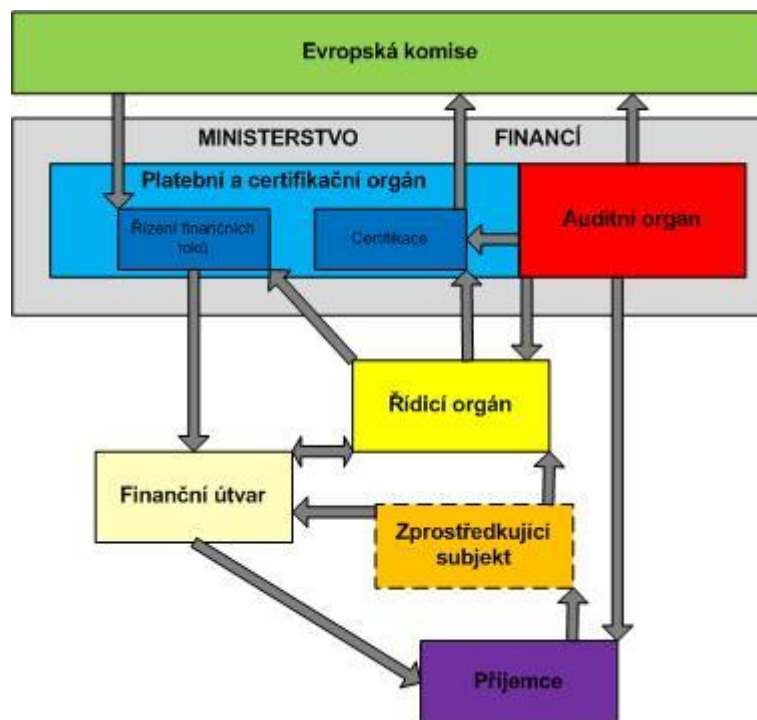 Evropská komise
MINISTERSTVO FINANCÍ
Platební a certifikační orgán
Řízení finančních
toků
Certifikace
Auditní organ
Řídicí orgán
Finanční útvar
Zprostředkující
subjekt
Příjemce